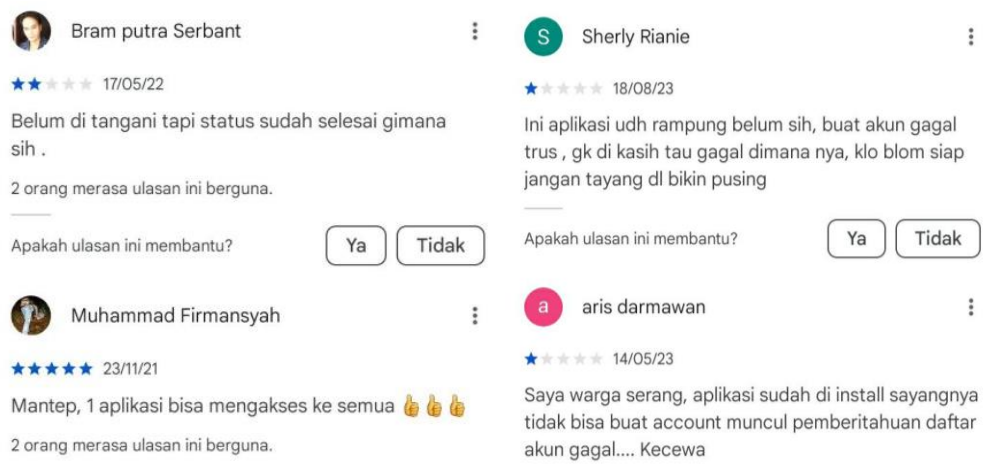 Bram putra Serbant
17/05/22
Belum di tangani tapi status sudah selesai gimana
sih .
2 orang merasa ulasan ini berguna.
Apakah ulasan ini membantu?
Ya
Tidak
Muhammad Firmansyah
23/11/21
Mantep, 1 aplikasi bisa mengakses ke semua 👍👍👍
2 orang merasa ulasan ini berguna.
S
Sherly Rianie
18/08/23
Ini aplikasi udh rampung belum sih, buat akun gagal
trus , gk di kasih tau gagal dimana nya, klo blom siap
jangan tayang dl bikin pusing
Apakah ulasan ini membantu?
Ya
Tidak
a
aris darmawan
14/05/23
Saya warga serang, aplikasi sudah di install sayangnya
tidak bisa buat account muncul pemberitahuan daftar
akun gagal.... Kecewa